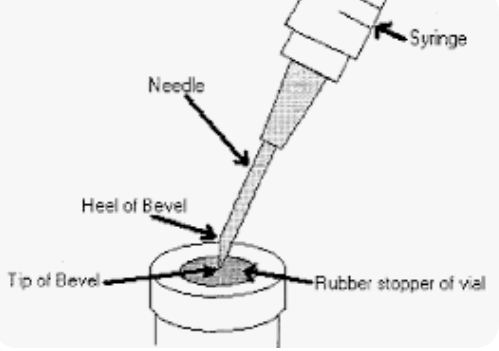 Syringe
Needle
Heel of Bevel
Tip of Bevel
Rubber stopper of vial